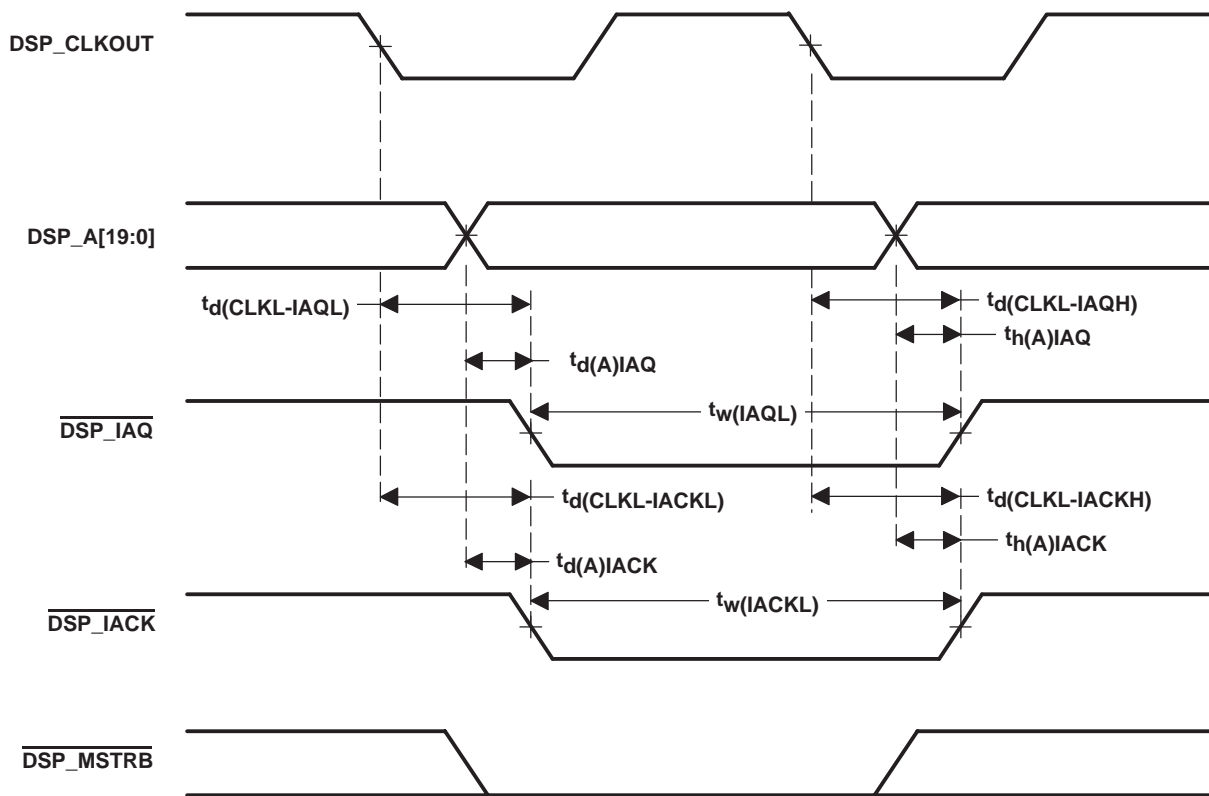 DSP_CLKOUT
DSP_A[19:0]
td(CLKL-IAQL)
td(CLKL-IAQH)
th(A)IAQ
td(A)IAQ
tw(IAQL)
DSP_IAQ
td(CLKL-IACKL)
td(CLKL-IACKH)
th(A)IACK
td(A)IACK
tw(IACKL)
DSP_IACK
DSP_MSTRB